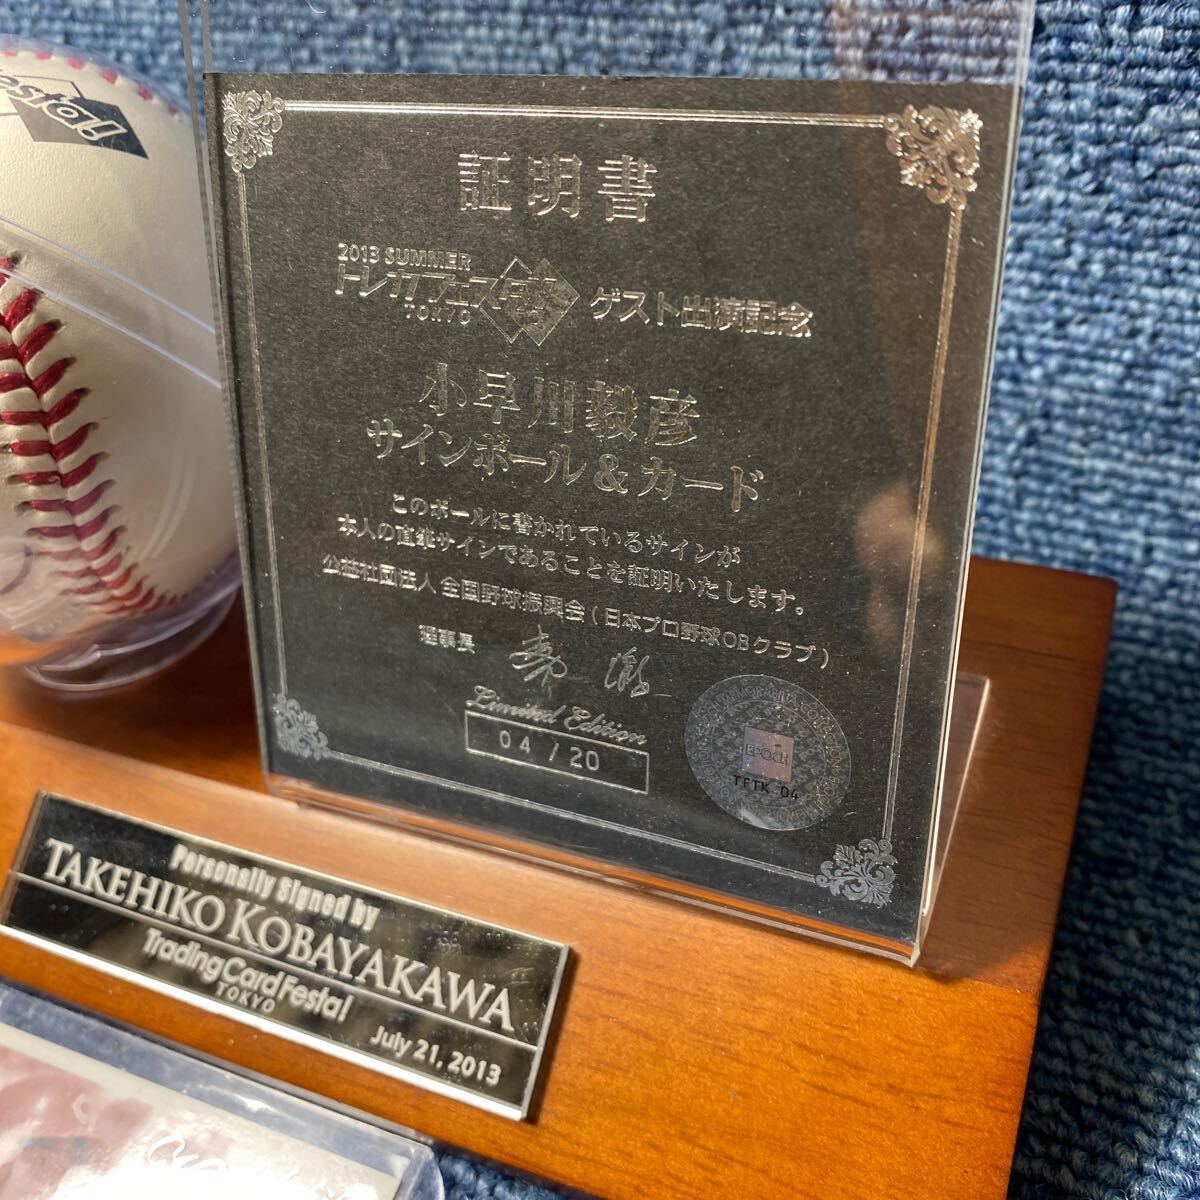 esta!
証明書
2013 SUMMER
トレカフェスタ
TOKYO
ゲスト出演記念
小早川毅彦
サインボール&カード
このボールに書かれているサインが
本人の直筆サインであることを証明いたします。
公益社団法人 全国野球振興会(日本プロ野球OBクラブ)
理事長
Limited Edition
04 / 20
EPOCH
TFTK 04
Personally Signed by
TAKEHIKO KOBAYAKAWA
Trading Card Festa!
TOKYO
July 21, 2013